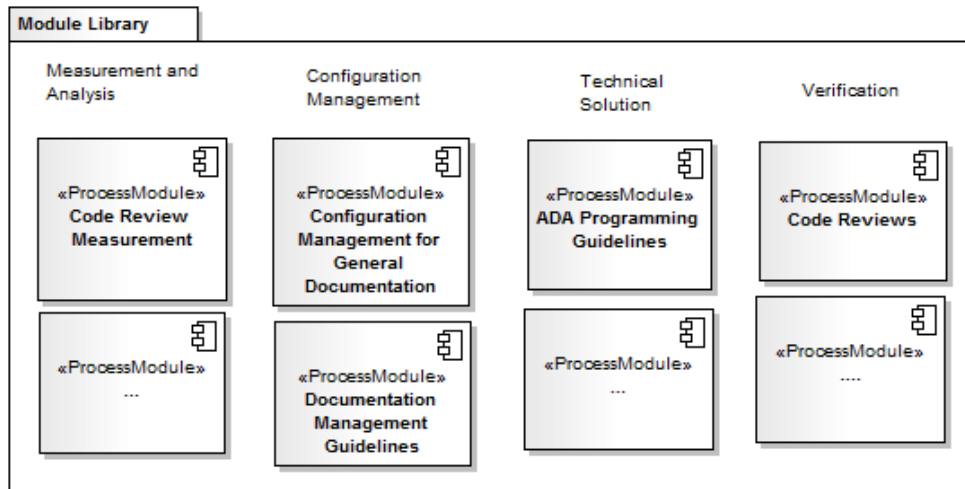 Module Library
Measurement and
Analysis
Configuration
Management
Technical
Solution
Verification
«ProcessModule»
Code Review
Measurement
«ProcessModule»
Configuration
Management for
General
Documentation
«ProcessModule»
ADA Programming
Guidelines
«ProcessModule»
Code Reviews
«ProcessModule»
...
«ProcessModule»
Documentation
Management
Guidelines
«ProcessModule»
...
«ProcessModule»
....